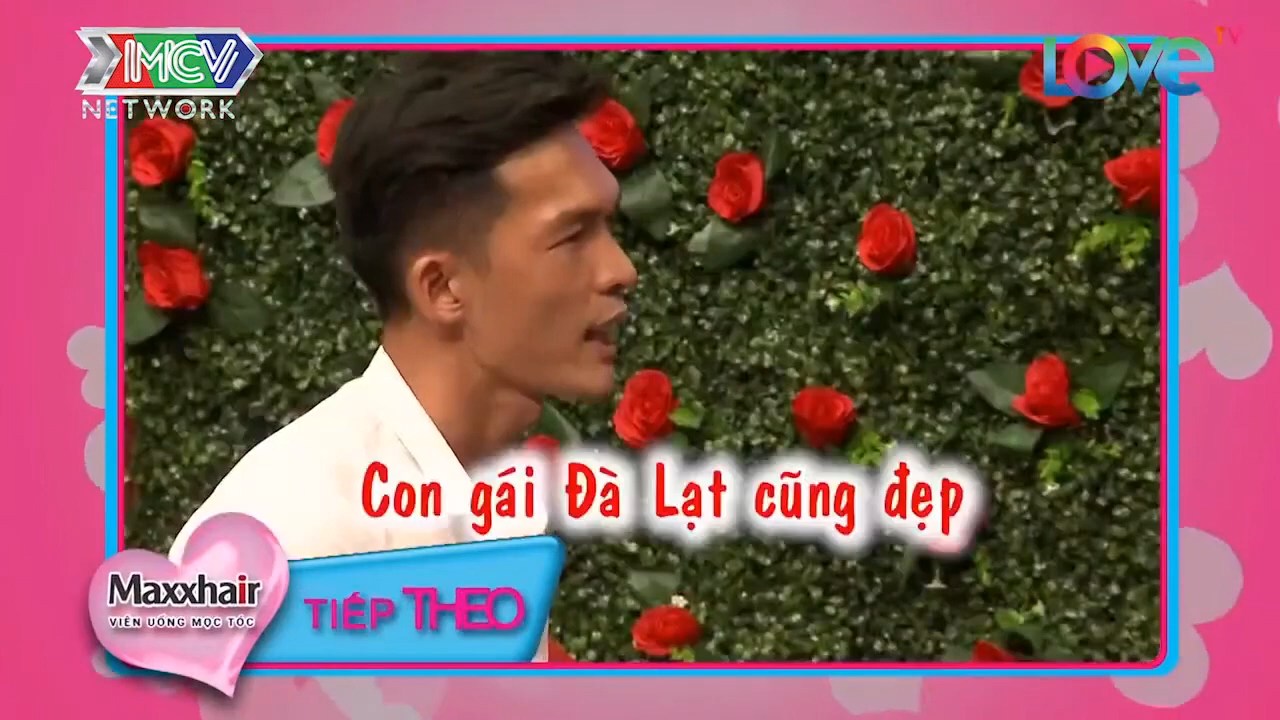 MCV
NETWORK
LOVE TV
Con gái Đà Lạt cũng đẹp
Maxxhair
VIÊN UỐNG MỌC TÓC
TIẾP THEO